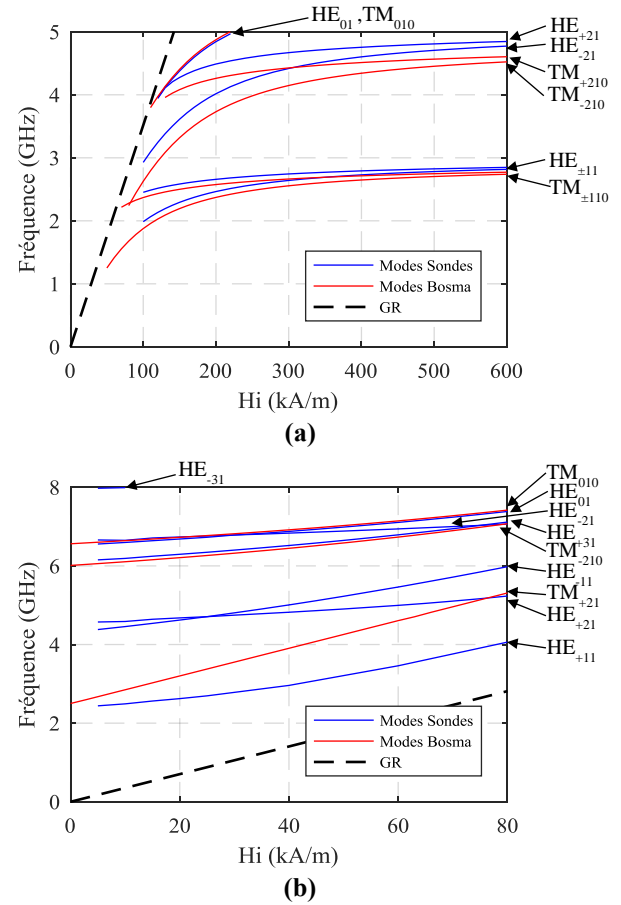 HE₀₁ ,TM₀₁₀
HE₊₂₁
HE₋₂₁
TM₊₂₁₀
TM₋₂₁₀
HE±₁₁
TM±₁₁₀
5
4
3
2
1
0
Fréquence (GHz)
Modes Sondes
Modes Bosma
GR
0 100 200 300 400 500 600
Hi (kA/m)
(a)
HE₋₃₁
TM₀₁₀
HE₀₁
HE₋₂₁
HE₊₃₁
TM₋₂₁₀
HE₋₁₁
TM₊₂₁
HE₊₂₁
HE₊₁₁
8
6
4
2
0
Fréquence (GHz)
Modes Sondes
Modes Bosma
GR
0 20 40 60 80
Hi (kA/m)
(b)